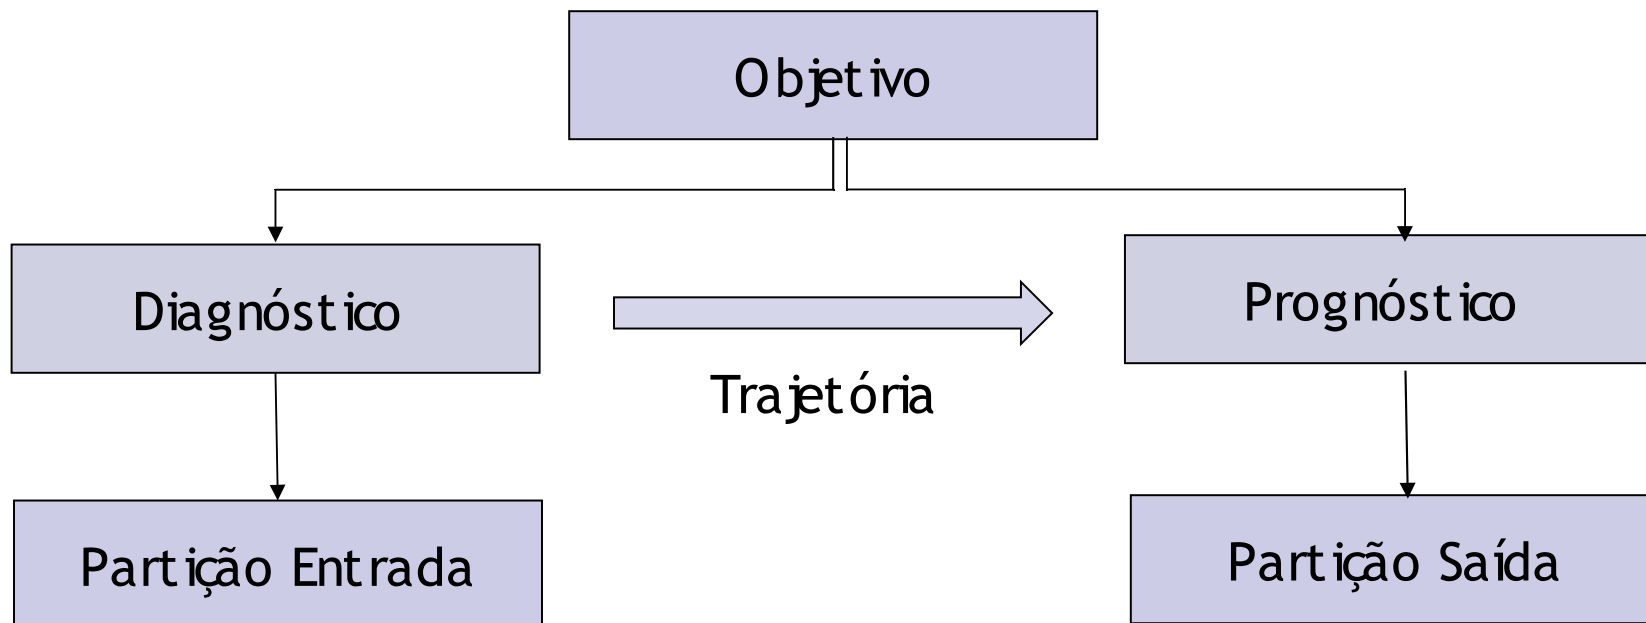 Objetivo
Diagnóstico
Prognóstico
Trajetória
Partição Entrada
Partição Saída